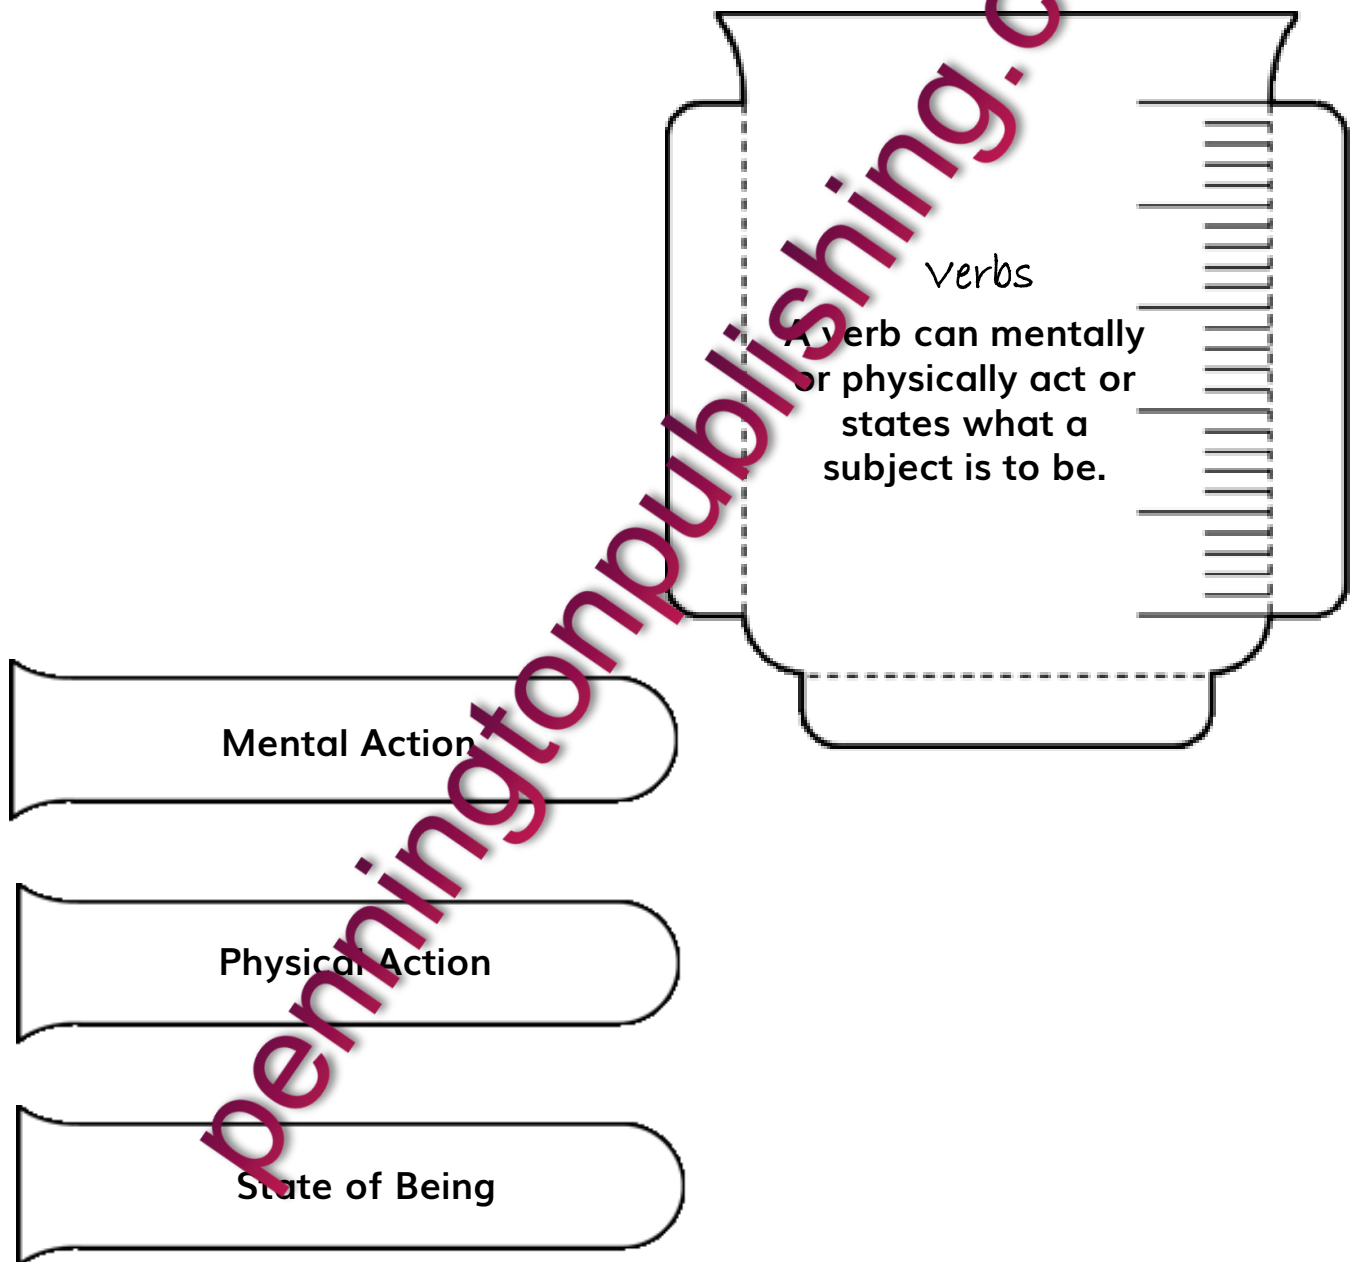 Verbs
A verb can mentally
or physically act or
states what a
subject is to be.
Mental Action
Physical Action
State of Being
penningtonpublishing.c